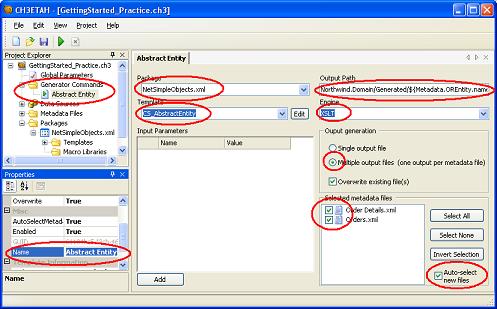 CH3ETAH - [GettingStarted_Practice.ch3]
File Edit View Project Help
Project Explorer
GettingStarted_Practice.ch3
Global Parameters
Generator Commands
Abstract Entity
Data Sources
Metadata Files
Packages
NetSimpleObjects.xml
Templates
Macro Libraries
Properties
Overwrite True
Misc
AutoSelectMetad True
Enabled True
GUID
Name Abstract Entity
Name
Abstract Entity
Package
NetSimpleObjects.xml
Template
CS_AbstractEntity
Edit
Input Parameters
Name Value
Add
Output Path
Northwind.Domain/Generated/${Metadata.OREntity.name
Engine
XSLT
Ouput generation
Single output file
Multiple output files (one output per metadata file)
Overwrite existing file(s)
Selected metadata files
Order Details.xml
Orders.xml
Select All
Select None
Invert Selection
Auto-select
new files